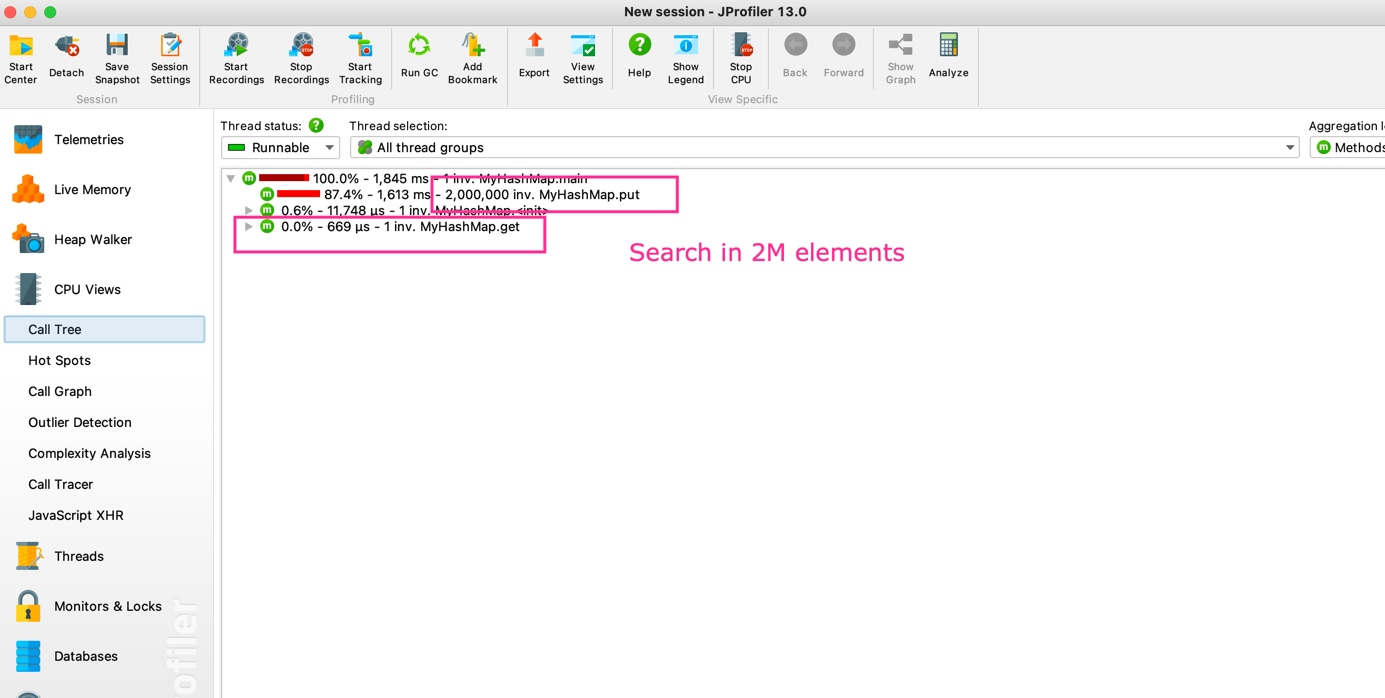 New session - JProfiler 13.0
Start Center
Detach
Save Snapshot
Session Settings
Start Recordings
Stop Recordings
Start Tracking
Run GC
Add Bookmark
Export
View Settings
Help
Show Legend
Stop CPU
Back
Forward
Show Graph
Analyze
Session
Profiling
View Specific
Telemetries
Live Memory
Heap Walker
CPU Views
Call Tree
Hot Spots
Call Graph
Outlier Detection
Complexity Analysis
Call Tracer
JavaScript XHR
Threads
Monitors & Locks
Databases
ofiler
Thread status: ?
Thread selection:
Aggregation l
Runnable
All thread groups
m Methods
m 100.0% - 1,845 ms - 1 inv. MyHashMap.main
m 87.4% - 1,613 ms - 2,000,000 inv. MyHashMap.put
m 0.6% - 11,748 µs - 1 inv. MyHashMap.<init>
m 0.0% - 669 µs - 1 inv. MyHashMap.get
Search in 2M elements